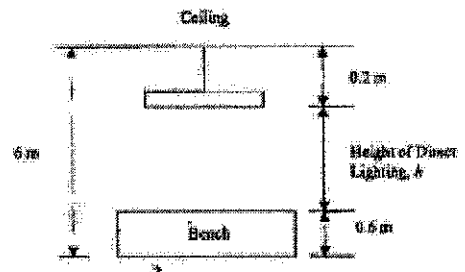 Ceiling
0.2 m
6 m
Height of Direct
Lighting, h
Bench
0.6 m